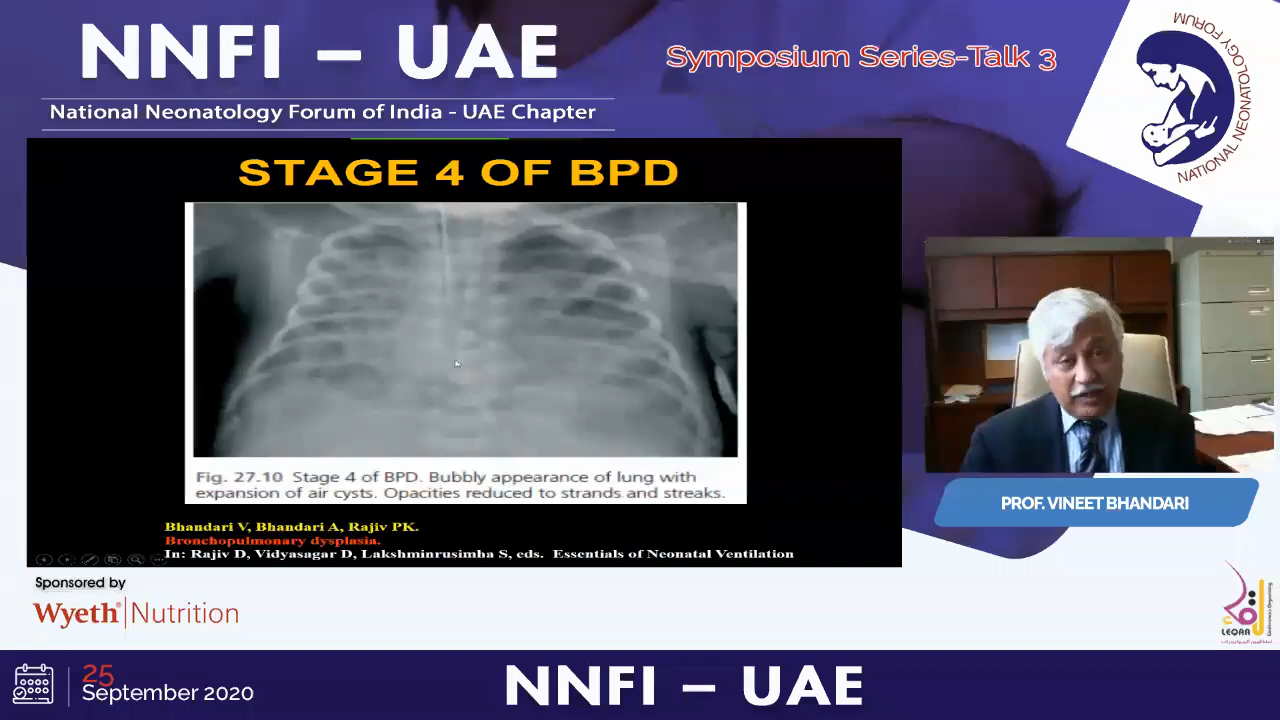 NNFI – UAE
National Neonatology Forum of India - UAE Chapter
Symposium Series-Talk 3
NATIONAL NEONATOLOGY FORUM
STAGE 4 OF BPD
Fig. 27.10 Stage 4 of BPD. Bubbly appearance of lung with
expansion of air cysts. Opacities reduced to strands and streaks.
Bhandari V, Bhandari A, Rajiv PK.
Bronchopulmonary dysplasia.
In: Rajiv D, Vidyasagar D, Lakshminrusimha S, eds. Essentials of Neonatal Ventilation
PROF. VINEET BHANDARI
Sponsored by
Wyeth® Nutrition
LEQAA
25
September 2020
NNFI – UAE